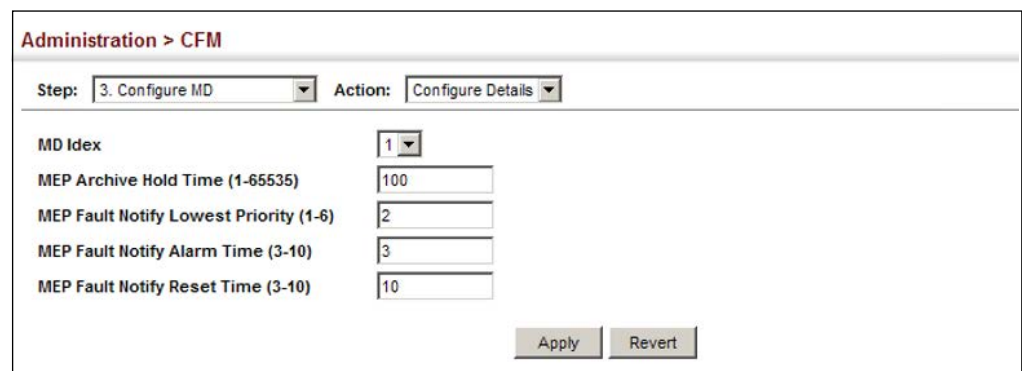 Administration > CFM
Step: 3. Configure MD Action: Configure Details
MD Idex 1
MEP Archive Hold Time (1-65535) 100
MEP Fault Notify Lowest Priority (1-6) 2
MEP Fault Notify Alarm Time (3-10) 3
MEP Fault Notify Reset Time (3-10) 10
Apply Revert